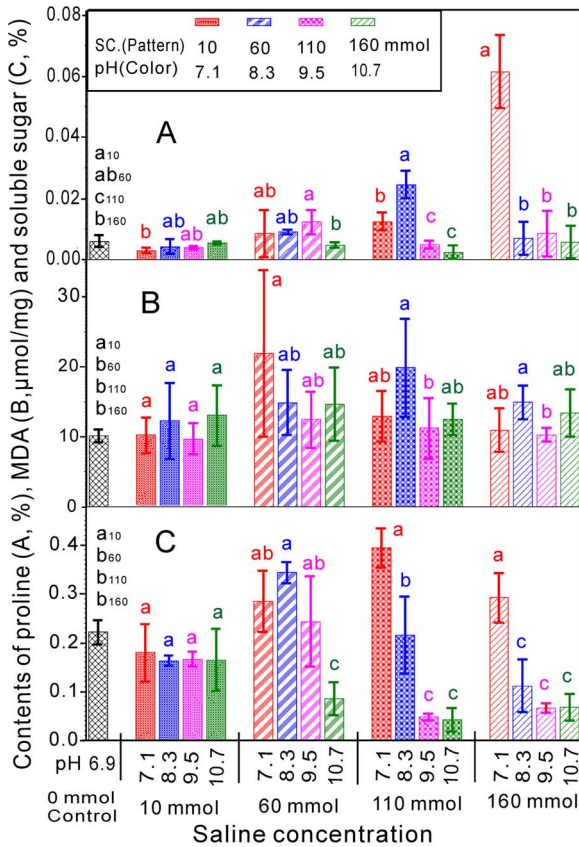 0.08
0.06
0.04
0.02
0.00
30
20
10
0
0.4
0.3
0.2
0.1
0.0
Contents of proline (A, %), MDA (B,μmol/mg) and soluble sugar (C, %)
10 60 110 160 mmol
SC.(Pattern)
pH(Color) 7.1 8.3 9.5 10.7
A
a10
ab60
c110
b160
b ab ab ab
ab ab a b
b a c c
a b b b
B
a10
b60
b110
b160
a a a a
a ab ab ab
ab a b ab
ab a b ab
C
a10
b60
b110
b160
a a a a
ab a ab c
a b c c
a c c c
pH 6.9 7.1 8.3 9.5 10.7 7.1 8.3 9.5 10.7 7.1 8.3 9.5 10.7 7.1 8.3 9.5 10.7
0 mmol
Control 10 mmol 60 mmol 110 mmol 160 mmol
Saline concentration